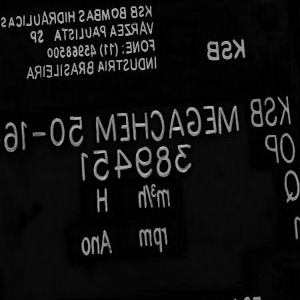 KSB BOMBAS HIDRÁULICAS
VÁRZEA PAULISTA SP
FONE: (11) 45968500
INDÚSTRIA BRASILEIRA
KSB
KSB MEGACHEM 50-16
OP 389451
Q m³/h H
rpm Ano